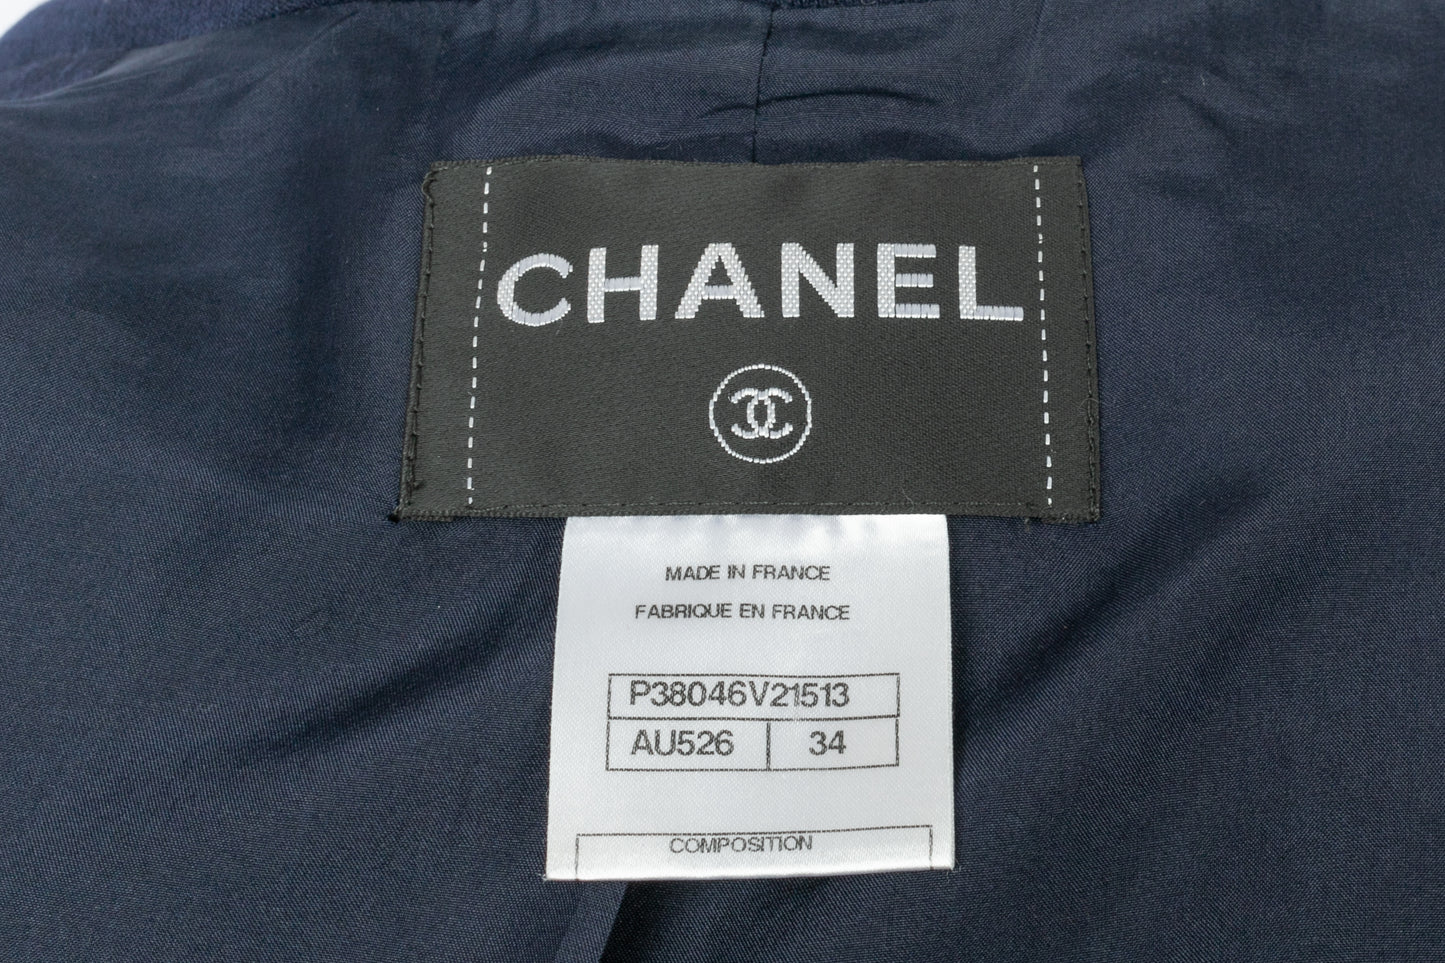 CHANEL
MADE IN FRANCE
FABRIQUE EN FRANCE
P38046V21513
AU526 34
COMPOSITION